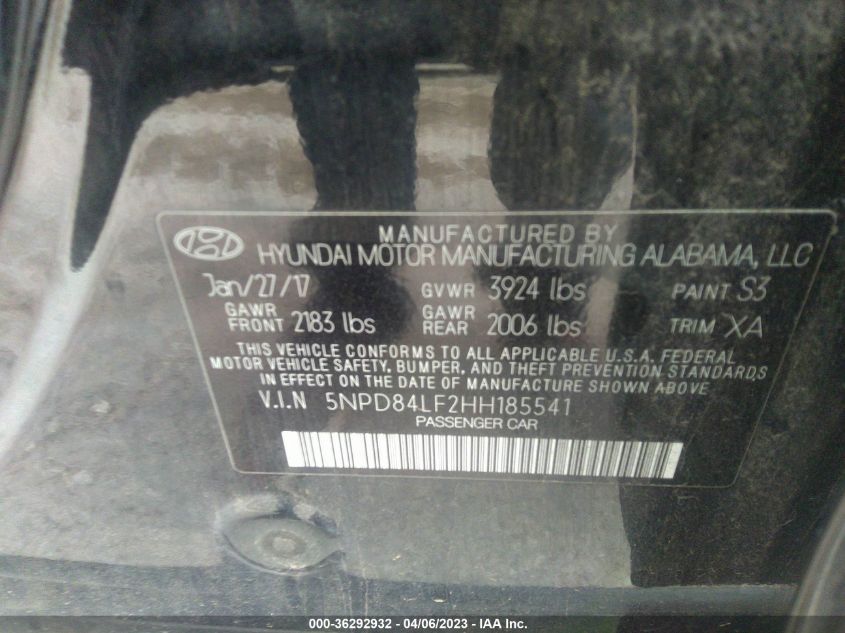 MANUFACTURED BY
HYUNDAI MOTOR MANUFACTURING ALABAMA, LLC
Jan/27/17 GVWR 3924 lbs PAINT S3
GAWR FRONT 2183 lbs GAWR REAR 2006 lbs TRIM XA
THIS VEHICLE CONFORMS TO ALL APPLICABLE U.S.A. FEDERAL
MOTOR VEHICLE SAFETY, BUMPER, AND THEFT PREVENTION STANDARDS
IN EFFECT ON THE DATE OF MANUFACTURE SHOWN ABOVE
V.I.N 5NPD84LF2HH185541
PASSENGER CAR
000-36292932 - 04/06/2023 - IAA Inc.